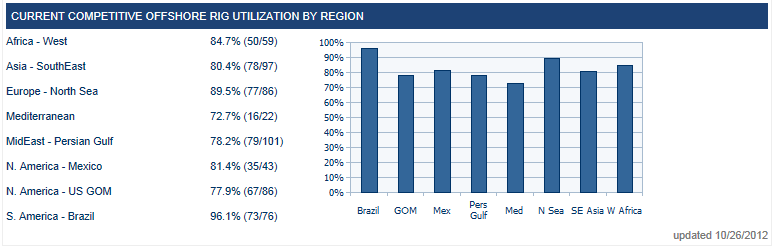 CURRENT COMPETITIVE OFFSHORE RIG UTILIZATION BY REGION
Africa - West 84.7% (50/59)
Asia - SouthEast 80.4% (78/97)
Europe - North Sea 89.5% (77/86)
Mediterranean 72.7% (16/22)
MidEast - Persian Gulf 78.2% (79/101)
N. America - Mexico 81.4% (35/43)
N. America - US GOM 77.9% (67/86)
S. America - Brazil 96.1% (73/76)
100%
90%
80%
70%
60%
50%
40%
30%
20%
10%
0%
Brazil GOM Mex Pers Gulf Med N Sea SE Asia W Africa
updated 10/26/2012